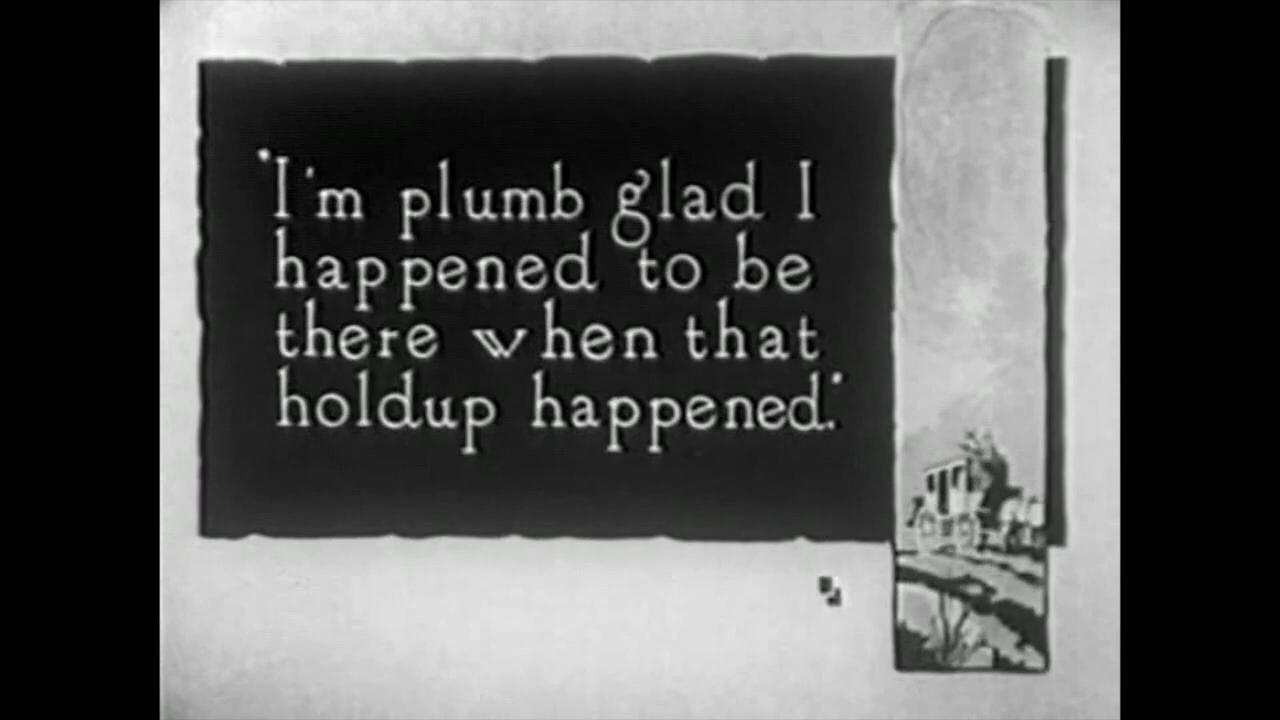 "I'm plumb glad I
happened to be
there when that
holdup happened."